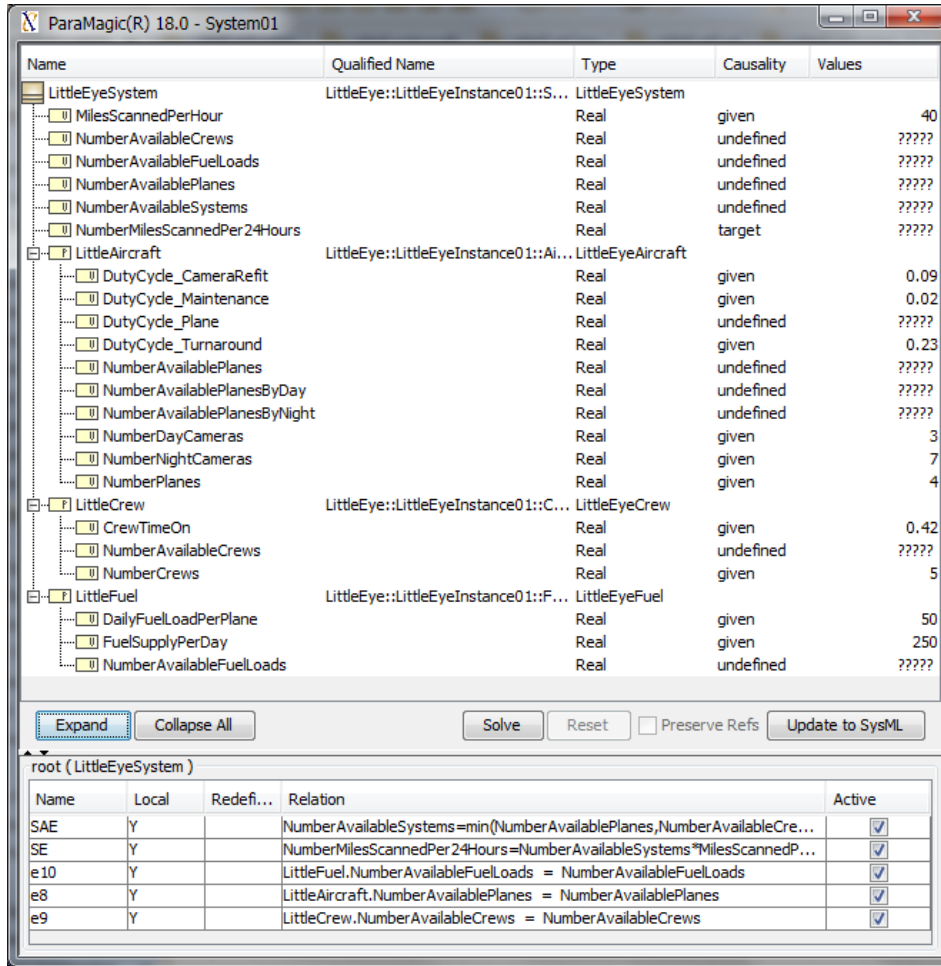 ParaMagic(R) 18.0 - System01
Name Qualified Name Type Causality Values
LittleEyeSystem LittleEye::LittleEyeInstance01::S... LittleEyeSystem
MilesScannedPerHour Real given 40
NumberAvailableCrews Real undefined ?????
NumberAvailableFuelLoads Real undefined ?????
NumberAvailablePlanes Real undefined ?????
NumberAvailableSystems Real undefined ?????
NumberMilesScannedPer24Hours Real target ?????
LittleAircraft LittleEye::LittleEyeInstance01::Ai... LittleEyeAircraft
DutyCycle_CameraRefit Real given 0.09
DutyCycle_Maintenance Real given 0.02
DutyCycle_Plane Real undefined ?????
DutyCycle_Turnaround Real given 0.23
NumberAvailablePlanes Real undefined ?????
NumberAvailablePlanesByDay Real undefined ?????
NumberAvailablePlanesByNight Real undefined ?????
NumberDayCameras Real given 3
NumberNightCameras Real given 7
NumberPlanes Real given 4
LittleCrew LittleEye::LittleEyeInstance01::C... LittleEyeCrew
CrewTimeOn Real given 0.42
NumberAvailableCrews Real undefined ?????
NumberCrews Real given 5
LittleFuel LittleEye::LittleEyeInstance01::F... LittleEyeFuel
DailyFuelLoadPerPlane Real given 50
FuelSupplyPerDay Real given 250
NumberAvailableFuelLoads Real undefined ?????
Expand Collapse All Solve Reset Preserve Refs Update to SysML
root ( LittleEyeSystem )
Name Local Redefi... Relation Active
SAE Y NumberAvailableSystems=min(NumberAvailablePlanes,NumberAvailableCre...
SE Y NumberMilesScannedPer24Hours=NumberAvailableSystems*MilesScannedP...
e10 Y LittleFuel.NumberAvailableFuelLoads = NumberAvailableFuelLoads
e8 Y LittleAircraft.NumberAvailablePlanes = NumberAvailablePlanes
e9 Y LittleCrew.NumberAvailableCrews = NumberAvailableCrews